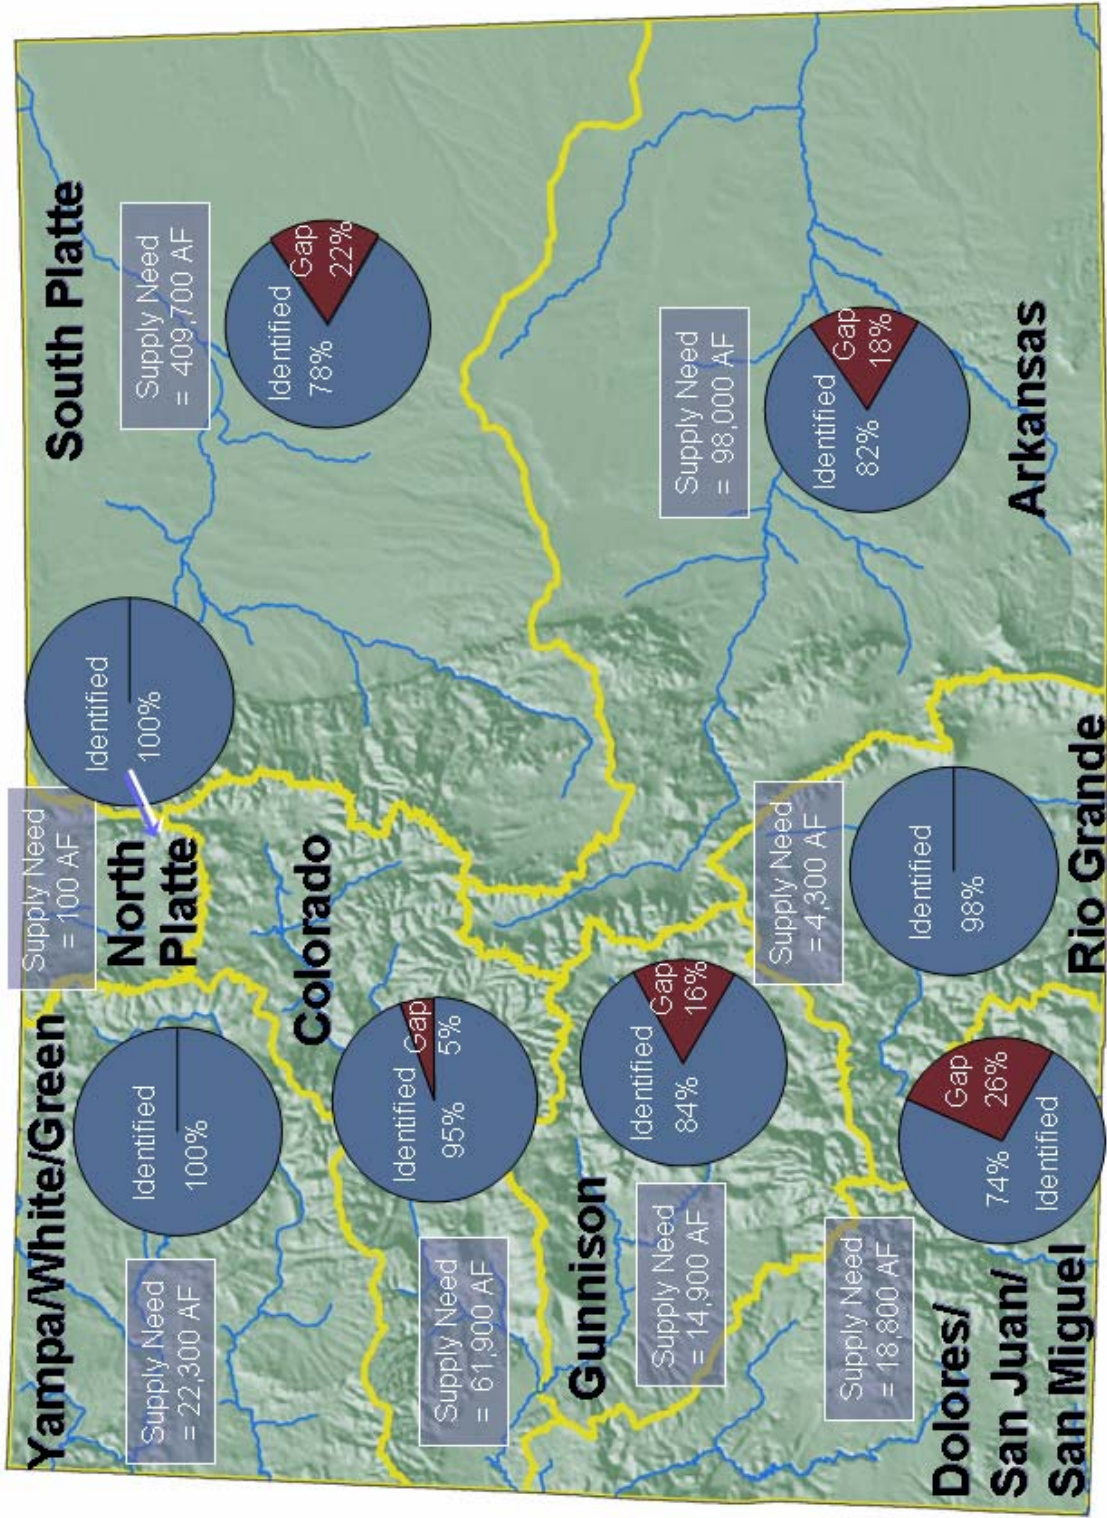 Yampa/White/Green
Identified
100%
Supply Need
= 22,300 AF
Supply Need
= 100 AF
North
Platte
Identified
100%
South Platte
Supply Need
= 409,700 AF
Identified
78%
Gap
22%
Colorado
Identified
95%
Gap
5%
Supply Need
= 61,900 AF
Gunnison
Identified
84%
Gap
16%
Supply Need
= 14,900 AF
Supply Need
= 98,000 AF
Identified
82%
Gap
18%
Arkansas
Supply Need
= 4,300 AF
Identified
98%
Rio Grande
Supply Need
= 18,800 AF
Gap
26%
74%
Identified
Dolores/
San Juan/
San Miguel